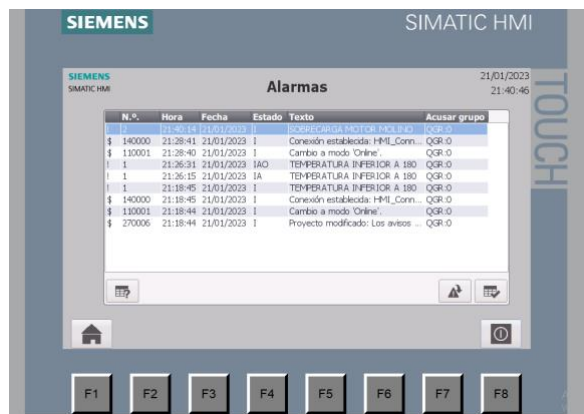 SIEMENS
SIMATIC HMI
SIEMENS
SIMATIC HMI
Alarmas
21/01/2023
21:40:46
TOUCH
N.º. Hora Fecha Estado Texto Acusar grupo
! 2 21:40:14 21/01/2023 I SOBRECARGA MOTOR MOLINO QGR:0
$ 140000 21:28:41 21/01/2023 I Conexión establecida: HMI_Conn... QGR:0
$ 110001 21:28:40 21/01/2023 I Cambio a modo 'Online'. QGR:0
! 1 21:26:31 21/01/2023 IAO TEMPERATURA INFERIOR A 180 QGR:0
! 1 21:26:15 21/01/2023 IA TEMPERATURA INFERIOR A 180 QGR:0
! 1 21:18:45 21/01/2023 I TEMPERATURA INFERIOR A 180 QGR:0
$ 140000 21:18:45 21/01/2023 I Conexión establecida: HMI_Conn... QGR:0
$ 110001 21:18:44 21/01/2023 I Cambio a modo 'Online'. QGR:0
$ 270006 21:18:44 21/01/2023 I Proyecto modificado: Los avisos ... QGR:0
F1 F2 F3 F4 F5 F6 F7 F8